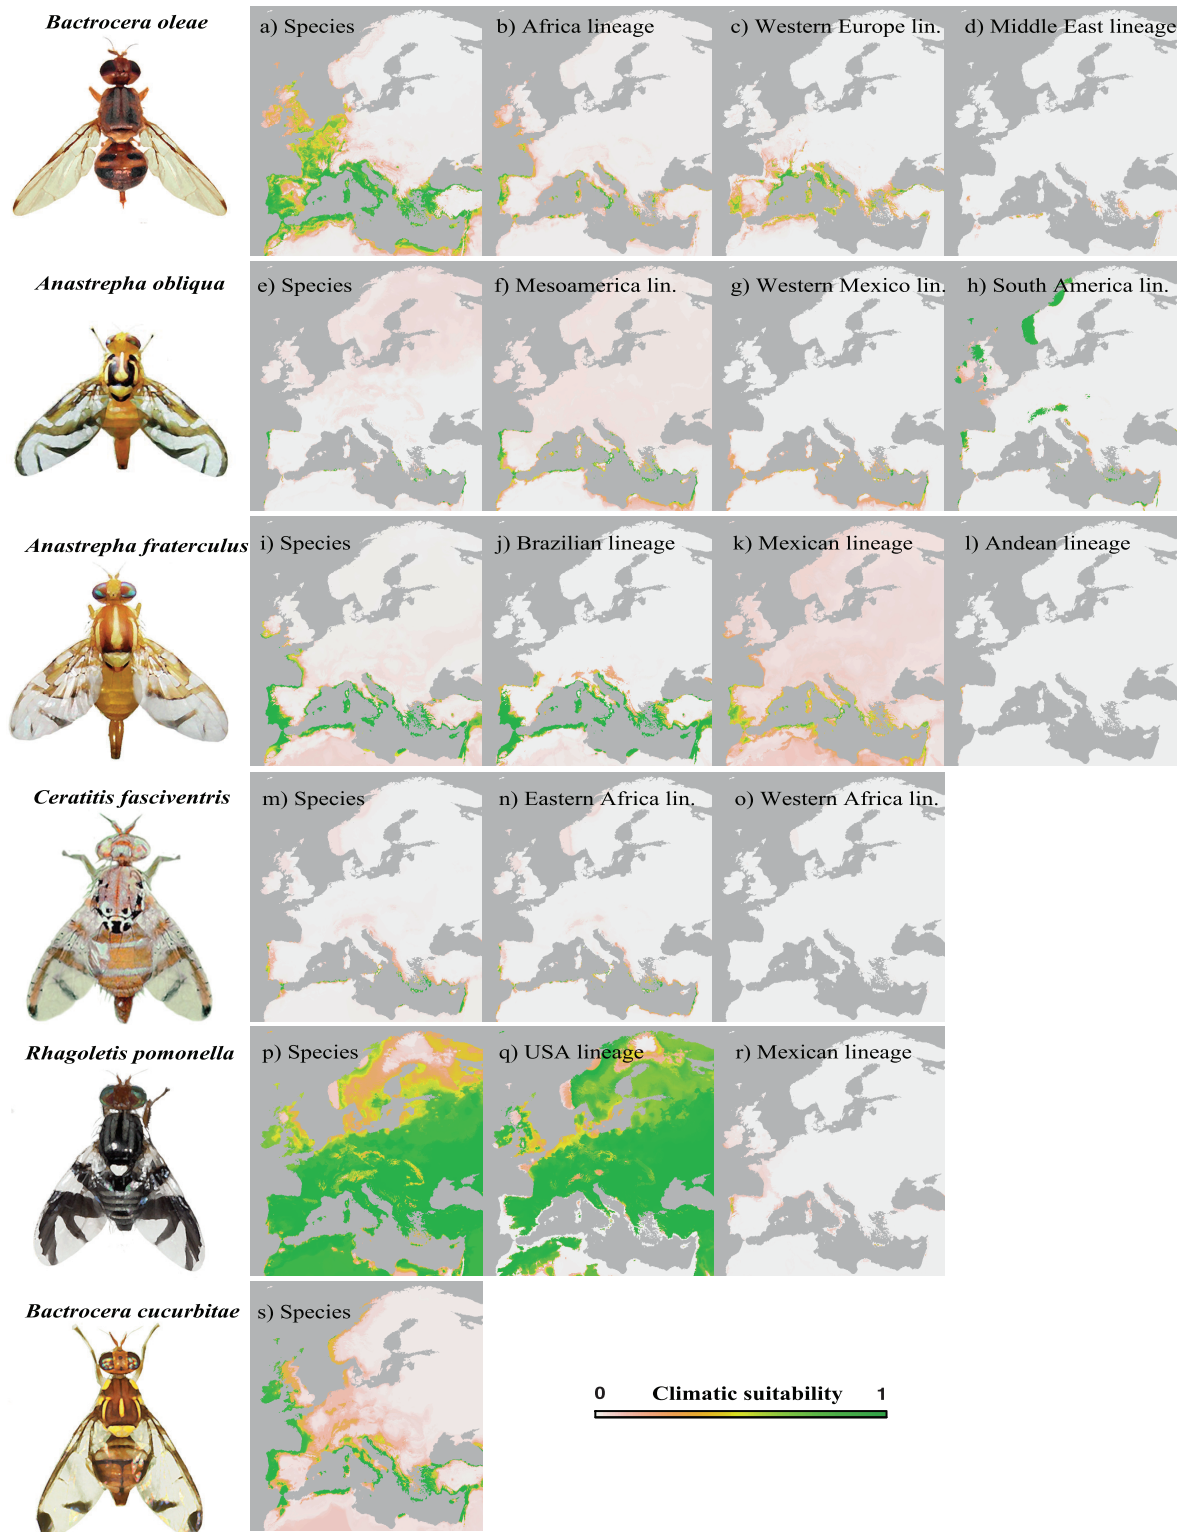 Bactrocera oleae
a) Species
b) Africa lineage
c) Western Europe lin.
d) Middle East lineage
Anastrepha obliqua
e) Species
f) Mesoamerica lin.
g) Western Mexico lin.
h) South America lin.
Anastrepha fraterculus
i) Species
j) Brazilian lineage
k) Mexican lineage
l) Andean lineage
Ceratitis fasciventris
m) Species
n) Eastern Africa lin.
o) Western Africa lin.
Rhagoletis pomonella
p) Species
q) USA lineage
r) Mexican lineage
Bactrocera cucurbitae
s) Species
0 Climatic suitability 1